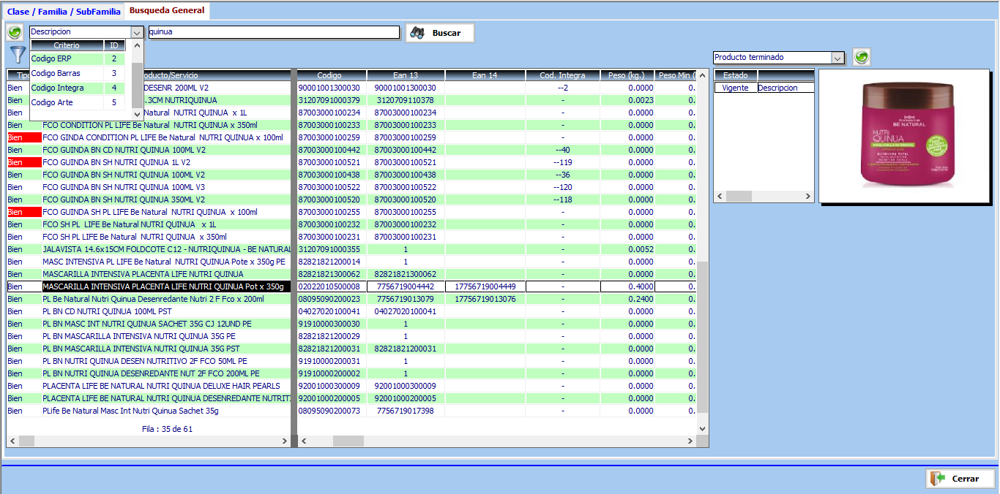 Clase / Familia / SubFamilia Busqueda General
Descripcion quinua Buscar
Criterio ID
Codigo ERP 2
Codigo Barras 3
Codigo Integra 4
Codigo Arte 5
Producto terminado
Estado
Vigente Descripcion
Codigo Ean 13 Ean 14 Cod. Integra Peso (kg.) Peso Min (
Bien DESENR 200ML V2 90001001300030 90001001300030 --2 0.0000 0.
Bien .3CM NUTRIQUINUA 31207091000379 3120709110378 - 0.0023 0.
Bien Natural NUTRI QUINUA x 1L 87003000100234 87003000100234 - 0.0000 0.
Bien FCO CONDITION PL LIFE Be Natural NUTRI QUINUA x 350ml 87003000100233 87003000100233 - 0.0000 0.
Bien FCO GINDA CONDITION PL LIFE Be Natural NUTRI QUINUA x 100ml 87003000100259 87003000100259 - 0.0000 0.
Bien FCO GUINDA BN CD NUTRI QUINUA 100ML V2 87003000100442 87003000100442 --40 0.0000 0.
Bien FCO GUINDA BN SH NUTRI QUINUA 1L V2 87003000100521 87003000100521 --119 0.0000 0.
Bien FCO GUINDA BN SH NUTRI QUINUA 100ML V2 87003000100438 87003000100438 --36 0.0000 0.
Bien FCO GUINDA BN SH NUTRI QUINUA 100ML V3 87003000100522 87003000100522 --120 0.0000 0.
Bien FCO GUINDA BN SH NUTRI QUINUA 350ML V2 87003000100520 87003000100520 --118 0.0000 0.
Bien FCO GUINDA SH PL LIFE Be Natural NUTRI QUINUA x 100ml 87003000100255 87003000100255 - 0.0000 0.
Bien FCO SH PL LIFE Be Natural NUTRI QUINUA x 1L 87003000100232 87003000100232 - 0.0000 0.
Bien FCO SH PL LIFE Be Natural NUTRI QUINUA x 350ml 87003000100231 87003000100231 - 0.0000 0.
Bien JALAVISTA 14.6x15CM FOLDCOTE C12 - NUTRIQUINUA - BE NATURAL 31207091000355 1 - 0.0052 0.
Bien MASC INTENSIVA PL LIFE Be Natural NUTRI QUINUA Pote x 350g PE 82821821200014 1 - 0.0000 0.
Bien MASCARILLA INTENSIVA PLACENTA LIFE NUTRI QUINUA 82821821300062 82821821300062 - 0.0000 0.
Bien MASCARILLA INTENSIVA PLACENTA LIFE NUTRI QUINUA Pot x 350g 02022010500008 7756719004442 17756719004449 - 0.4000 0.
Bien PL Be Natural Nutri Quinua Desenredante Nutri 2 F Fco x 200ml 08095090200023 7756719013079 17756719013076 - 0.2400 0.
Bien PL BN CD NUTRI QUINUA 100ML PST 04027020100041 04027020100041 - 0.0000 0.
Bien PL BN MASC INT NUTRI QUINUA SACHET 35G CJ 12UND PE 91910000300030 1 - 0.0000 0.
Bien PL BN MASCARILLA INTENSIVA NUTRI QUINUA 35G PE 82821821200029 1 - 0.0000 0.
Bien PL BN MASCARILLA INTENSIVA NUTRI QUINUA 35G PST 82821821200031 82821821200031 - 0.0000 0.
Bien PL BN NUTRI QUINUA DESEN NUTRITIVO 2F FCO 50ML PE 91910000200031 1 - 0.0000 0.
Bien PL BN NUTRI QUINUA DESENREDANTE NUT 2F FCO 200ML PE 91910000200002 1 - 0.0000 0.
Bien PLACENTA LIFE BE NATURAL NUTRI QUINUA DELUXE HAIR PEARLS 92001000300009 92001000300009 - 0.0000 0.
Bien PLACENTA LIFE BE NATURAL NUTRI QUINUA DESENREDANTE NUTRITI 92001000200005 92001000200005 - 0.0000 0.
Bien PLife Be Natural Masc Int Nutri Quinua Sachet 35g 08095090200073 7756719017398 - 0.0000 0.
Fila : 35 de 61
BE NATURAL
NUTRI
QUINUA
MASCARILLA INTENSIVA
NUTRICION TOTAL
Cerrar